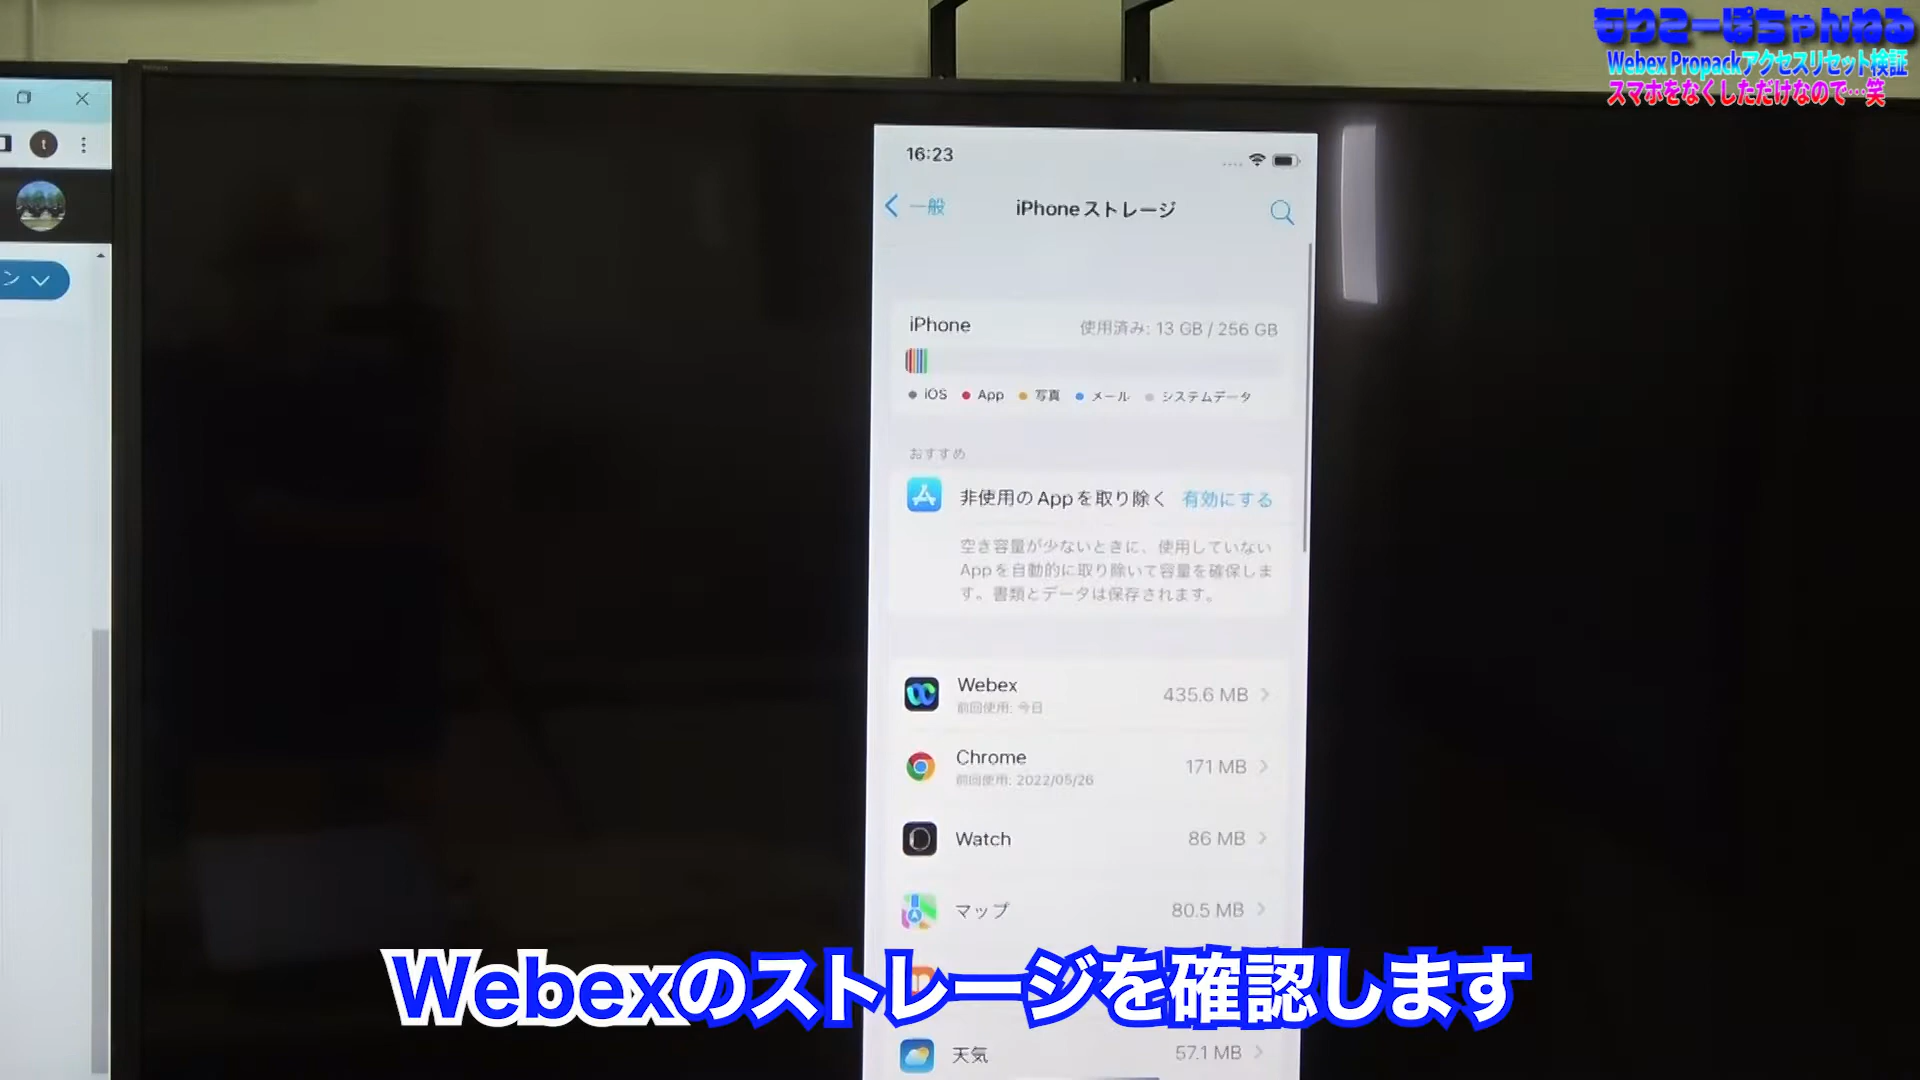 もりこーぽちゃんねる
Webex Propackアクセスリセット検証
スマホをなくしただけなので…笑
t
ン
16:23
一般
iPhoneストレージ
iPhone
使用済み: 13 GB / 256 GB
iOS App 写真 メール システムデータ
おすすめ
非使用のAppを取り除く 有効にする
空き容量が少ないときに、使用していない
Appを自動的に取り除いて容量を確保しま
す。書類とデータは保存されます。
Webex
435.6 MB
前回使用: 今日
Chrome
171 MB
前回使用: 2022/05/26
Watch
86 MB
マップ
80.5 MB
Webexのストレージを確認します
天気
57.1 MB